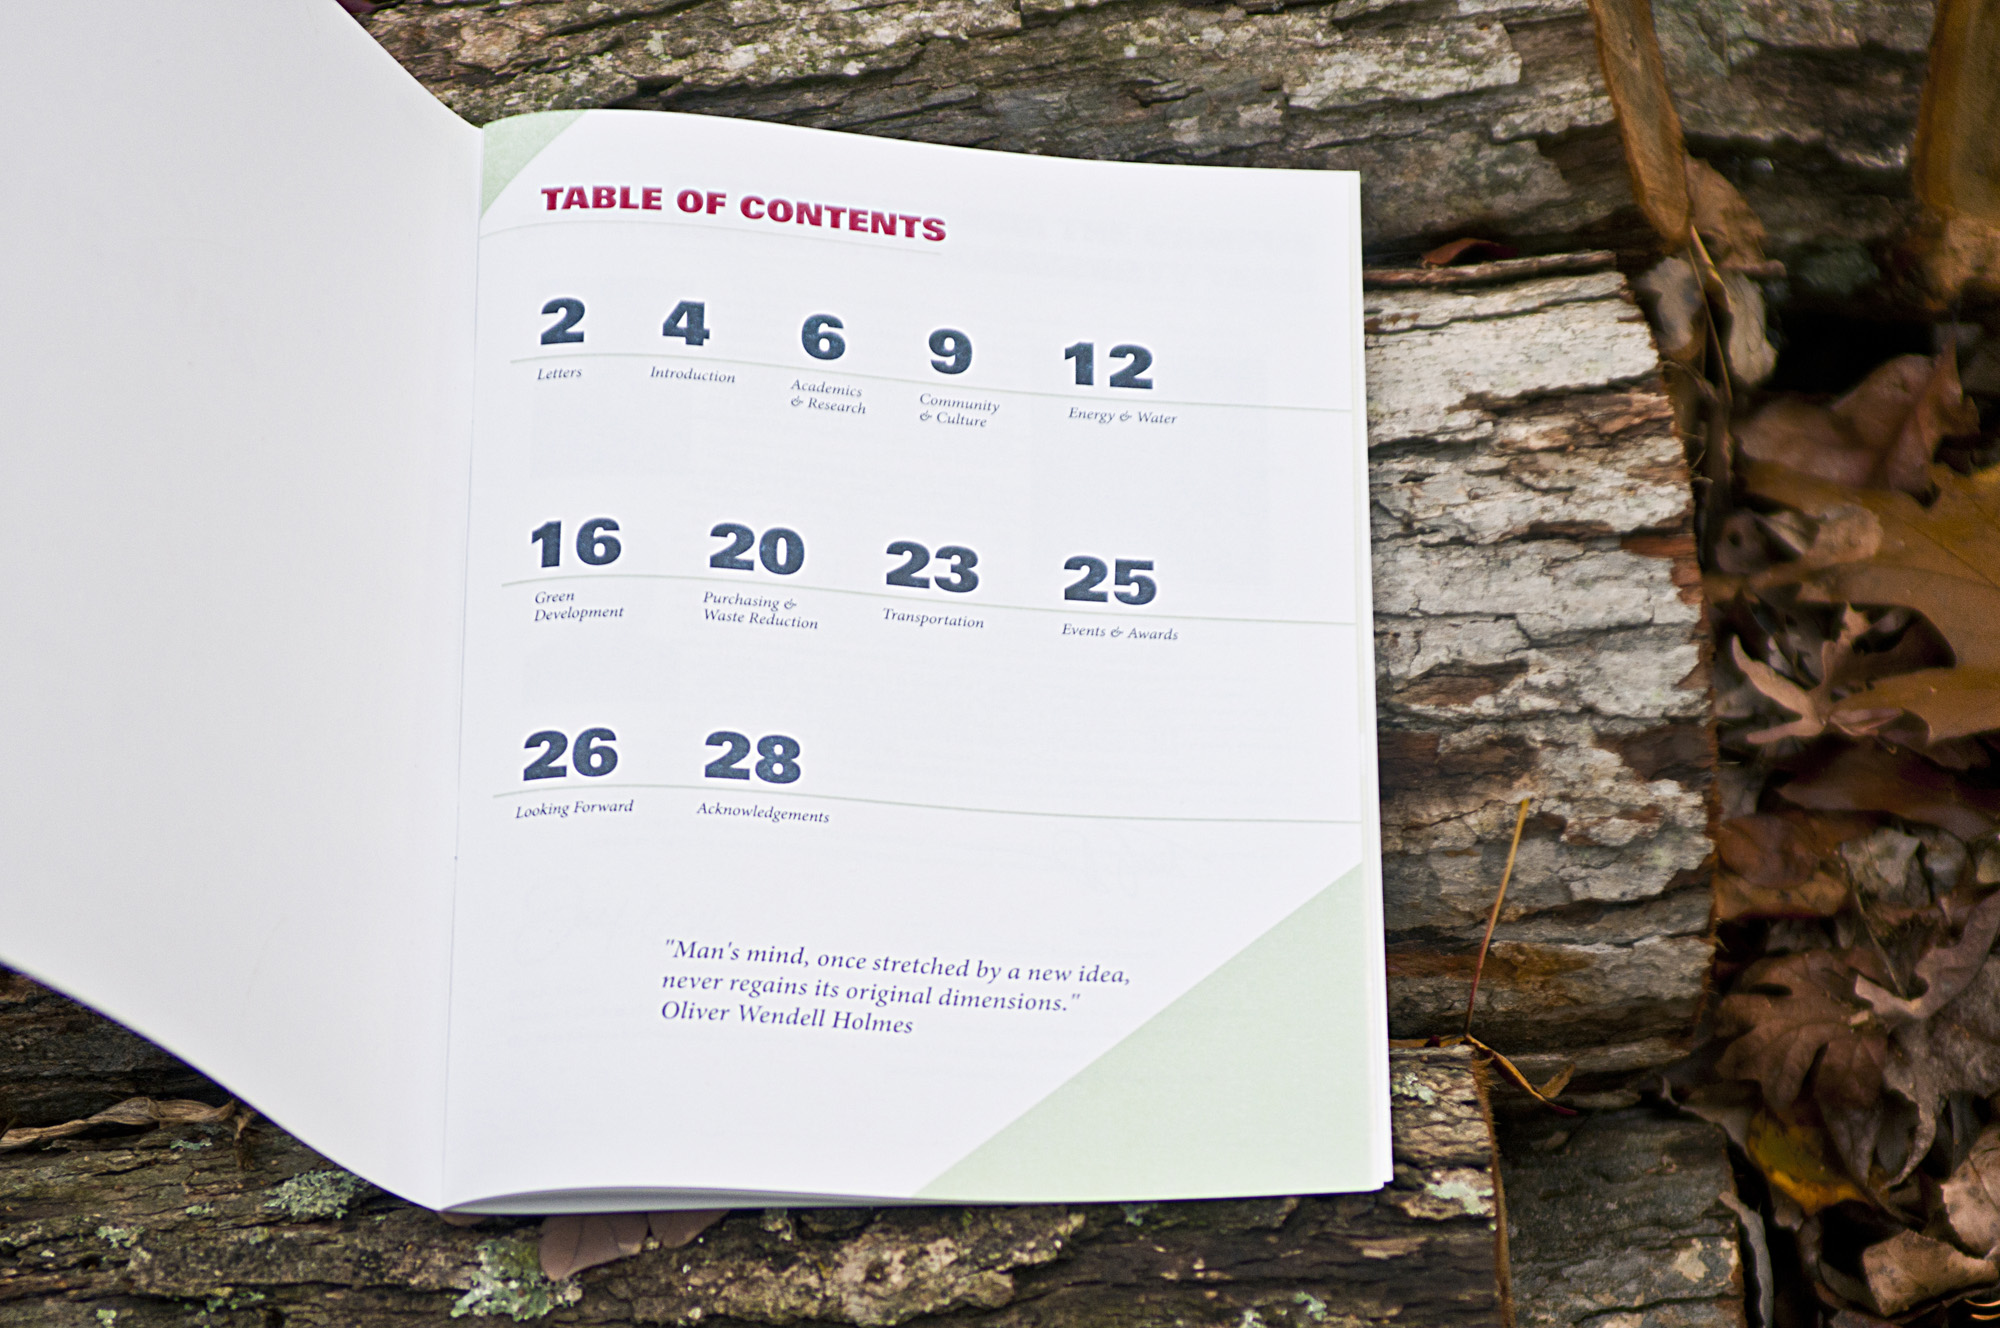 TABLE OF CONTENTS
2 4 6 9 12
Letters Introduction Academics Community Energy & Water
& Research & Culture
16 20 23 25
Green Purchasing & Transportation Events & Awards
Development Waste Reduction
26 28
Looking Forward Acknowledgements
"Man's mind, once stretched by a new idea,
never regains its original dimensions."
Oliver Wendell Holmes